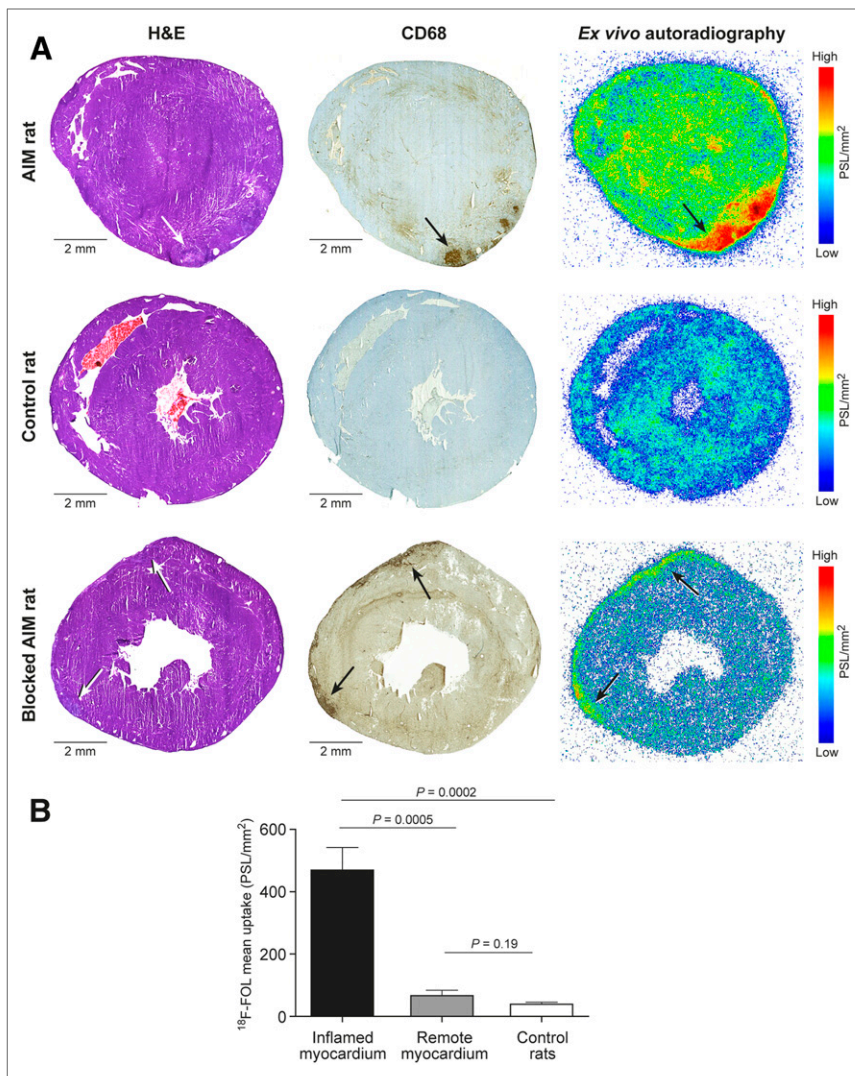 A
H&E
CD68
Ex vivo autoradiography
AIM rat
2 mm
2 mm
High
PSL/mm²
Low
Control rat
2 mm
2 mm
High
PSL/mm²
Low
Blocked AIM rat
2 mm
2 mm
High
PSL/mm²
Low
B
P = 0.0002
P = 0.0005
P = 0.19
¹⁸F-FOL mean uptake (PSL/mm²)
600
400
200
0
Inflamed
myocardium
Remote
myocardium
Control
rats